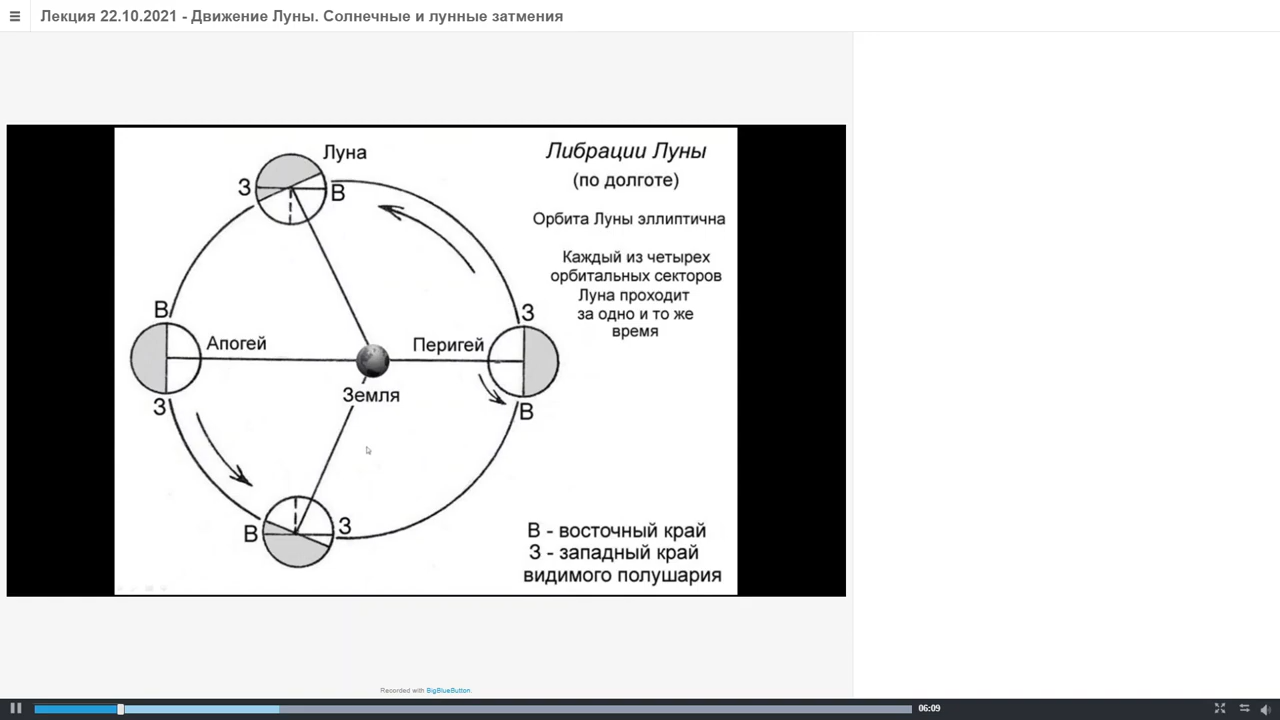 Лекция 22.10.2021 - Движение Луны. Солнечные и лунные затмения
Луна
Либрации Луны
(по долготе)
З
В
Орбита Луны эллиптична
Каждый из четырех
орбитальных секторов
Луна проходит
за одно и то же
время
В
З
Апогей
Перигей
Земля
З
В
В
З
В - восточный край
З - западный край
видимого полушария
Recorded with BigBlueButton.
06:09